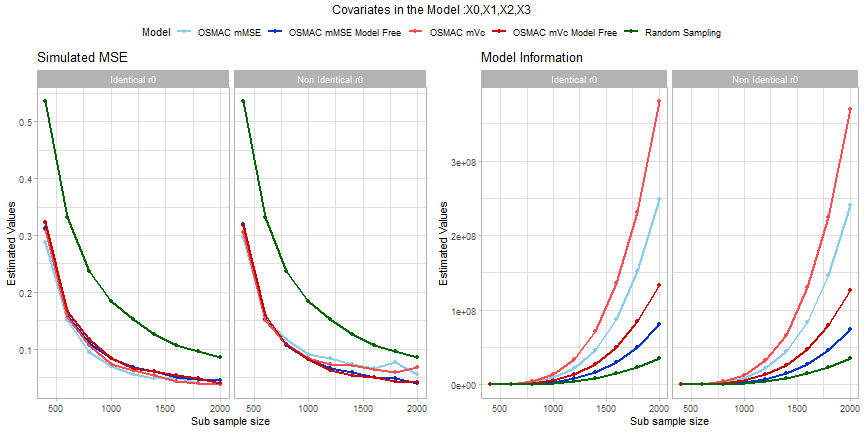 Covariates in the Model :X0,X1,X2,X3
Model OSMAC mMSE OSMAC mMSE Model Free OSMAC mVc OSMAC mVc Model Free Random Sampling
Simulated MSE
Identical r0 Non Identical r0
Estimated Values
0.5
0.4
0.3
0.2
0.1
500 1000 1500 2000 500 1000 1500 2000
Sub sample size
Model Information
Identical r0 Non Identical r0
Estimated Values
3e+08
2e+08
1e+08
0e+00
500 1000 1500 2000 500 1000 1500 2000
Sub sample size